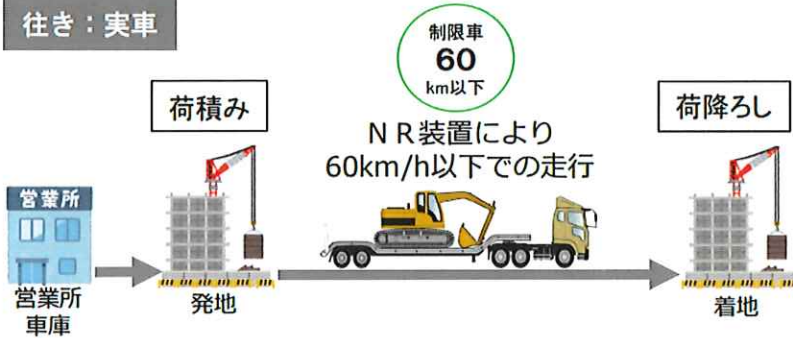 往き：実車
制限車
60
km以下
荷積み
荷降ろし
ＮＲ装置により
60km/h以下での走行
営業所
営業所
車庫
発地
着地